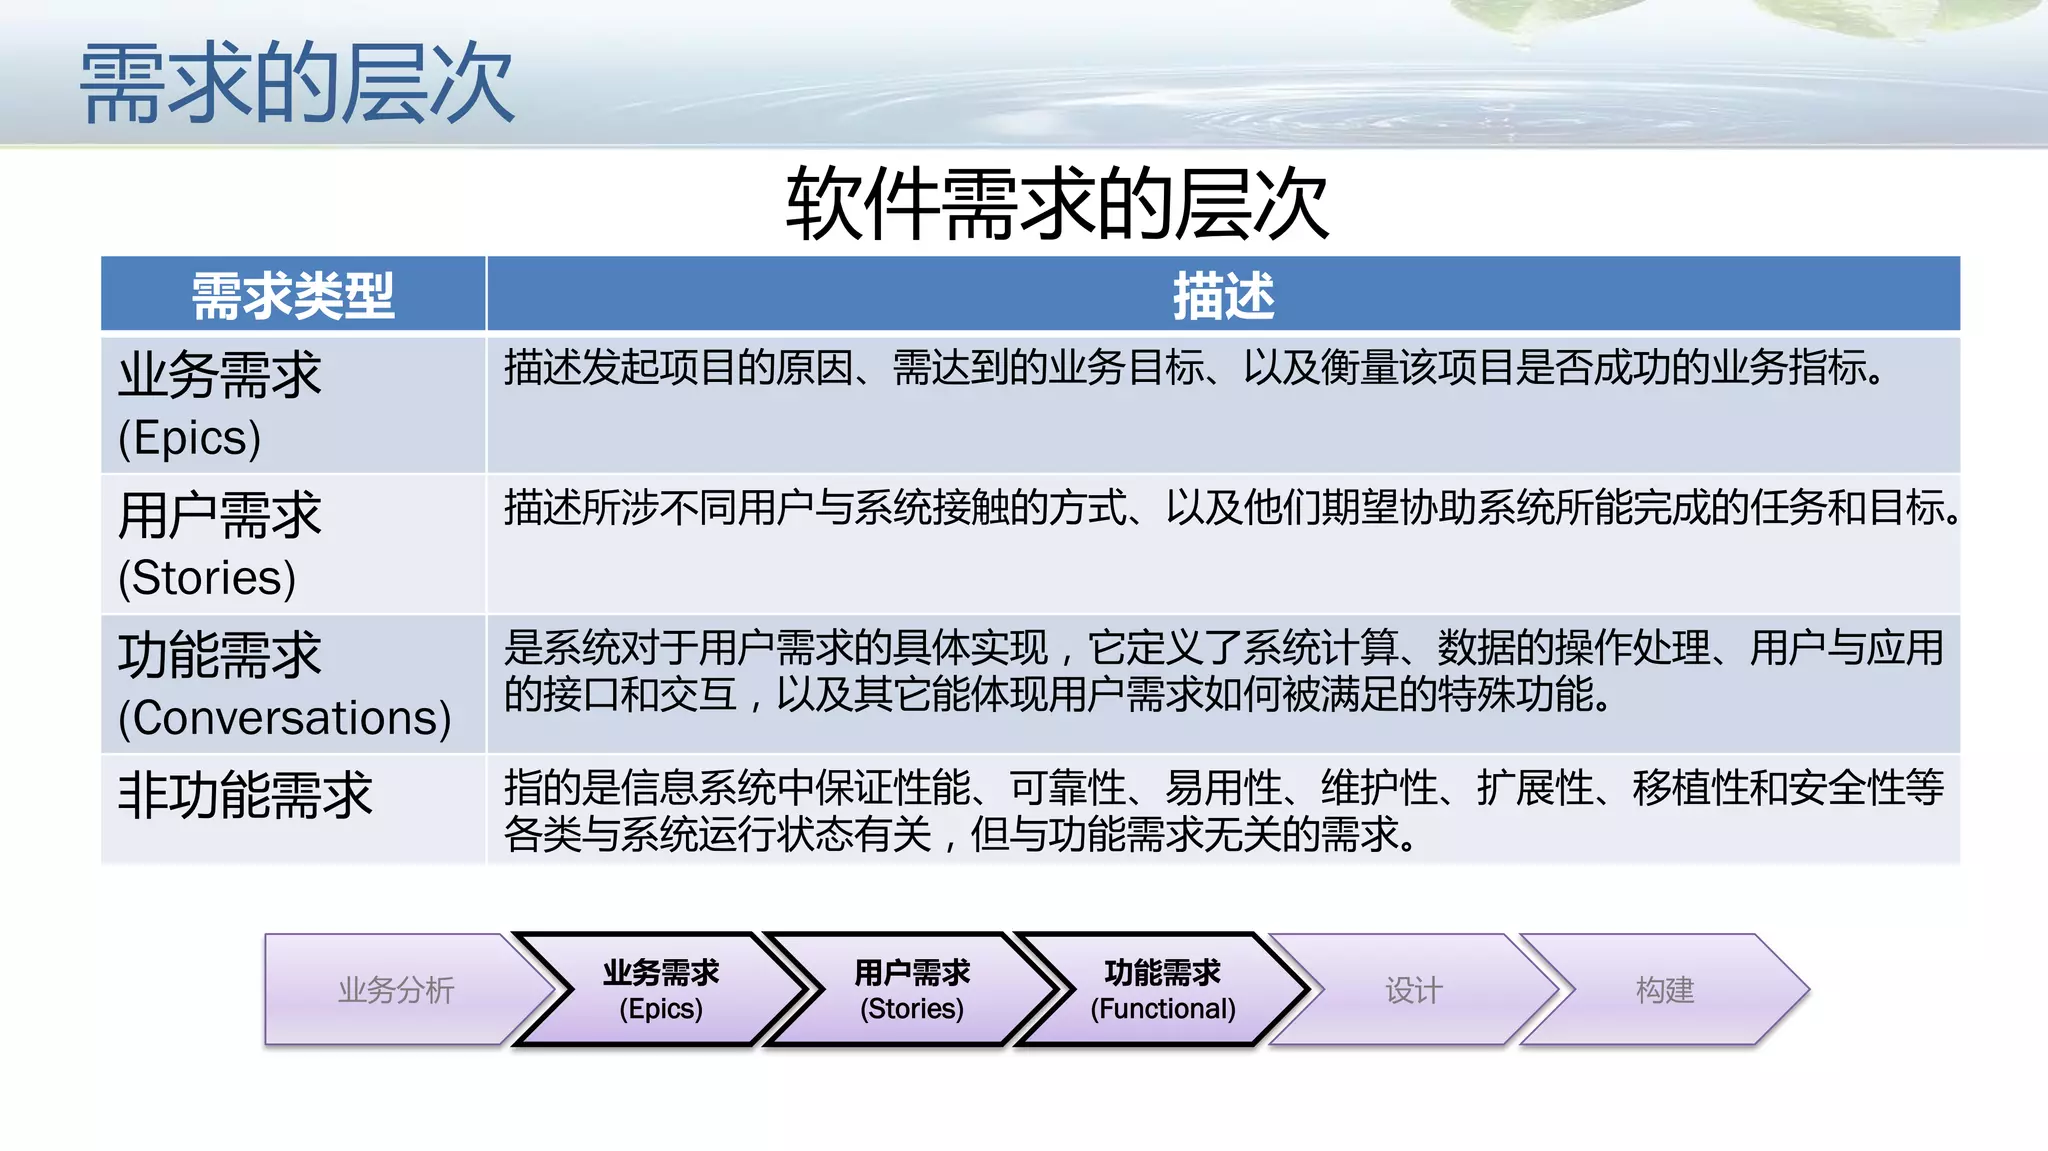 需求的层次
软件需求的层次
需求类型
描述
业务需求
(Epics)
描述发起项目的原因、需达到的业务目标、以及衡量该项目是否成功的业务指标。
用户需求
(Stories)
描述所涉不同用户与系统接触的方式、以及他们期望协助系统所能完成的任务和目标。
功能需求
(Conversations)
是系统对于用户需求的具体实现，它定义了系统计算、数据的操作处理、用户与应用
的接口和交互，以及其它能体现用户需求如何被满足的特殊功能。
非功能需求
指的是信息系统中保证性能、可靠性、易用性、维护性、扩展性、移植性和安全性等
各类与系统运行状态有关，但与功能需求无关的需求。
业务分析
业务需求
(Epics)
用户需求
(Stories)
功能需求
(Functional)
设计
构建